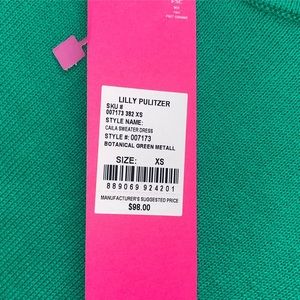 LILLY PULITZER
SKU #
007173 382 XS
STYLE NAME:
CAILA SWEATER DRESS
STYLE #: 007173
BOTANICAL GREEN METALL
SIZE: XS
889069 924201
MANUFACTURER'S SUGGESTED PRICE
$98.00